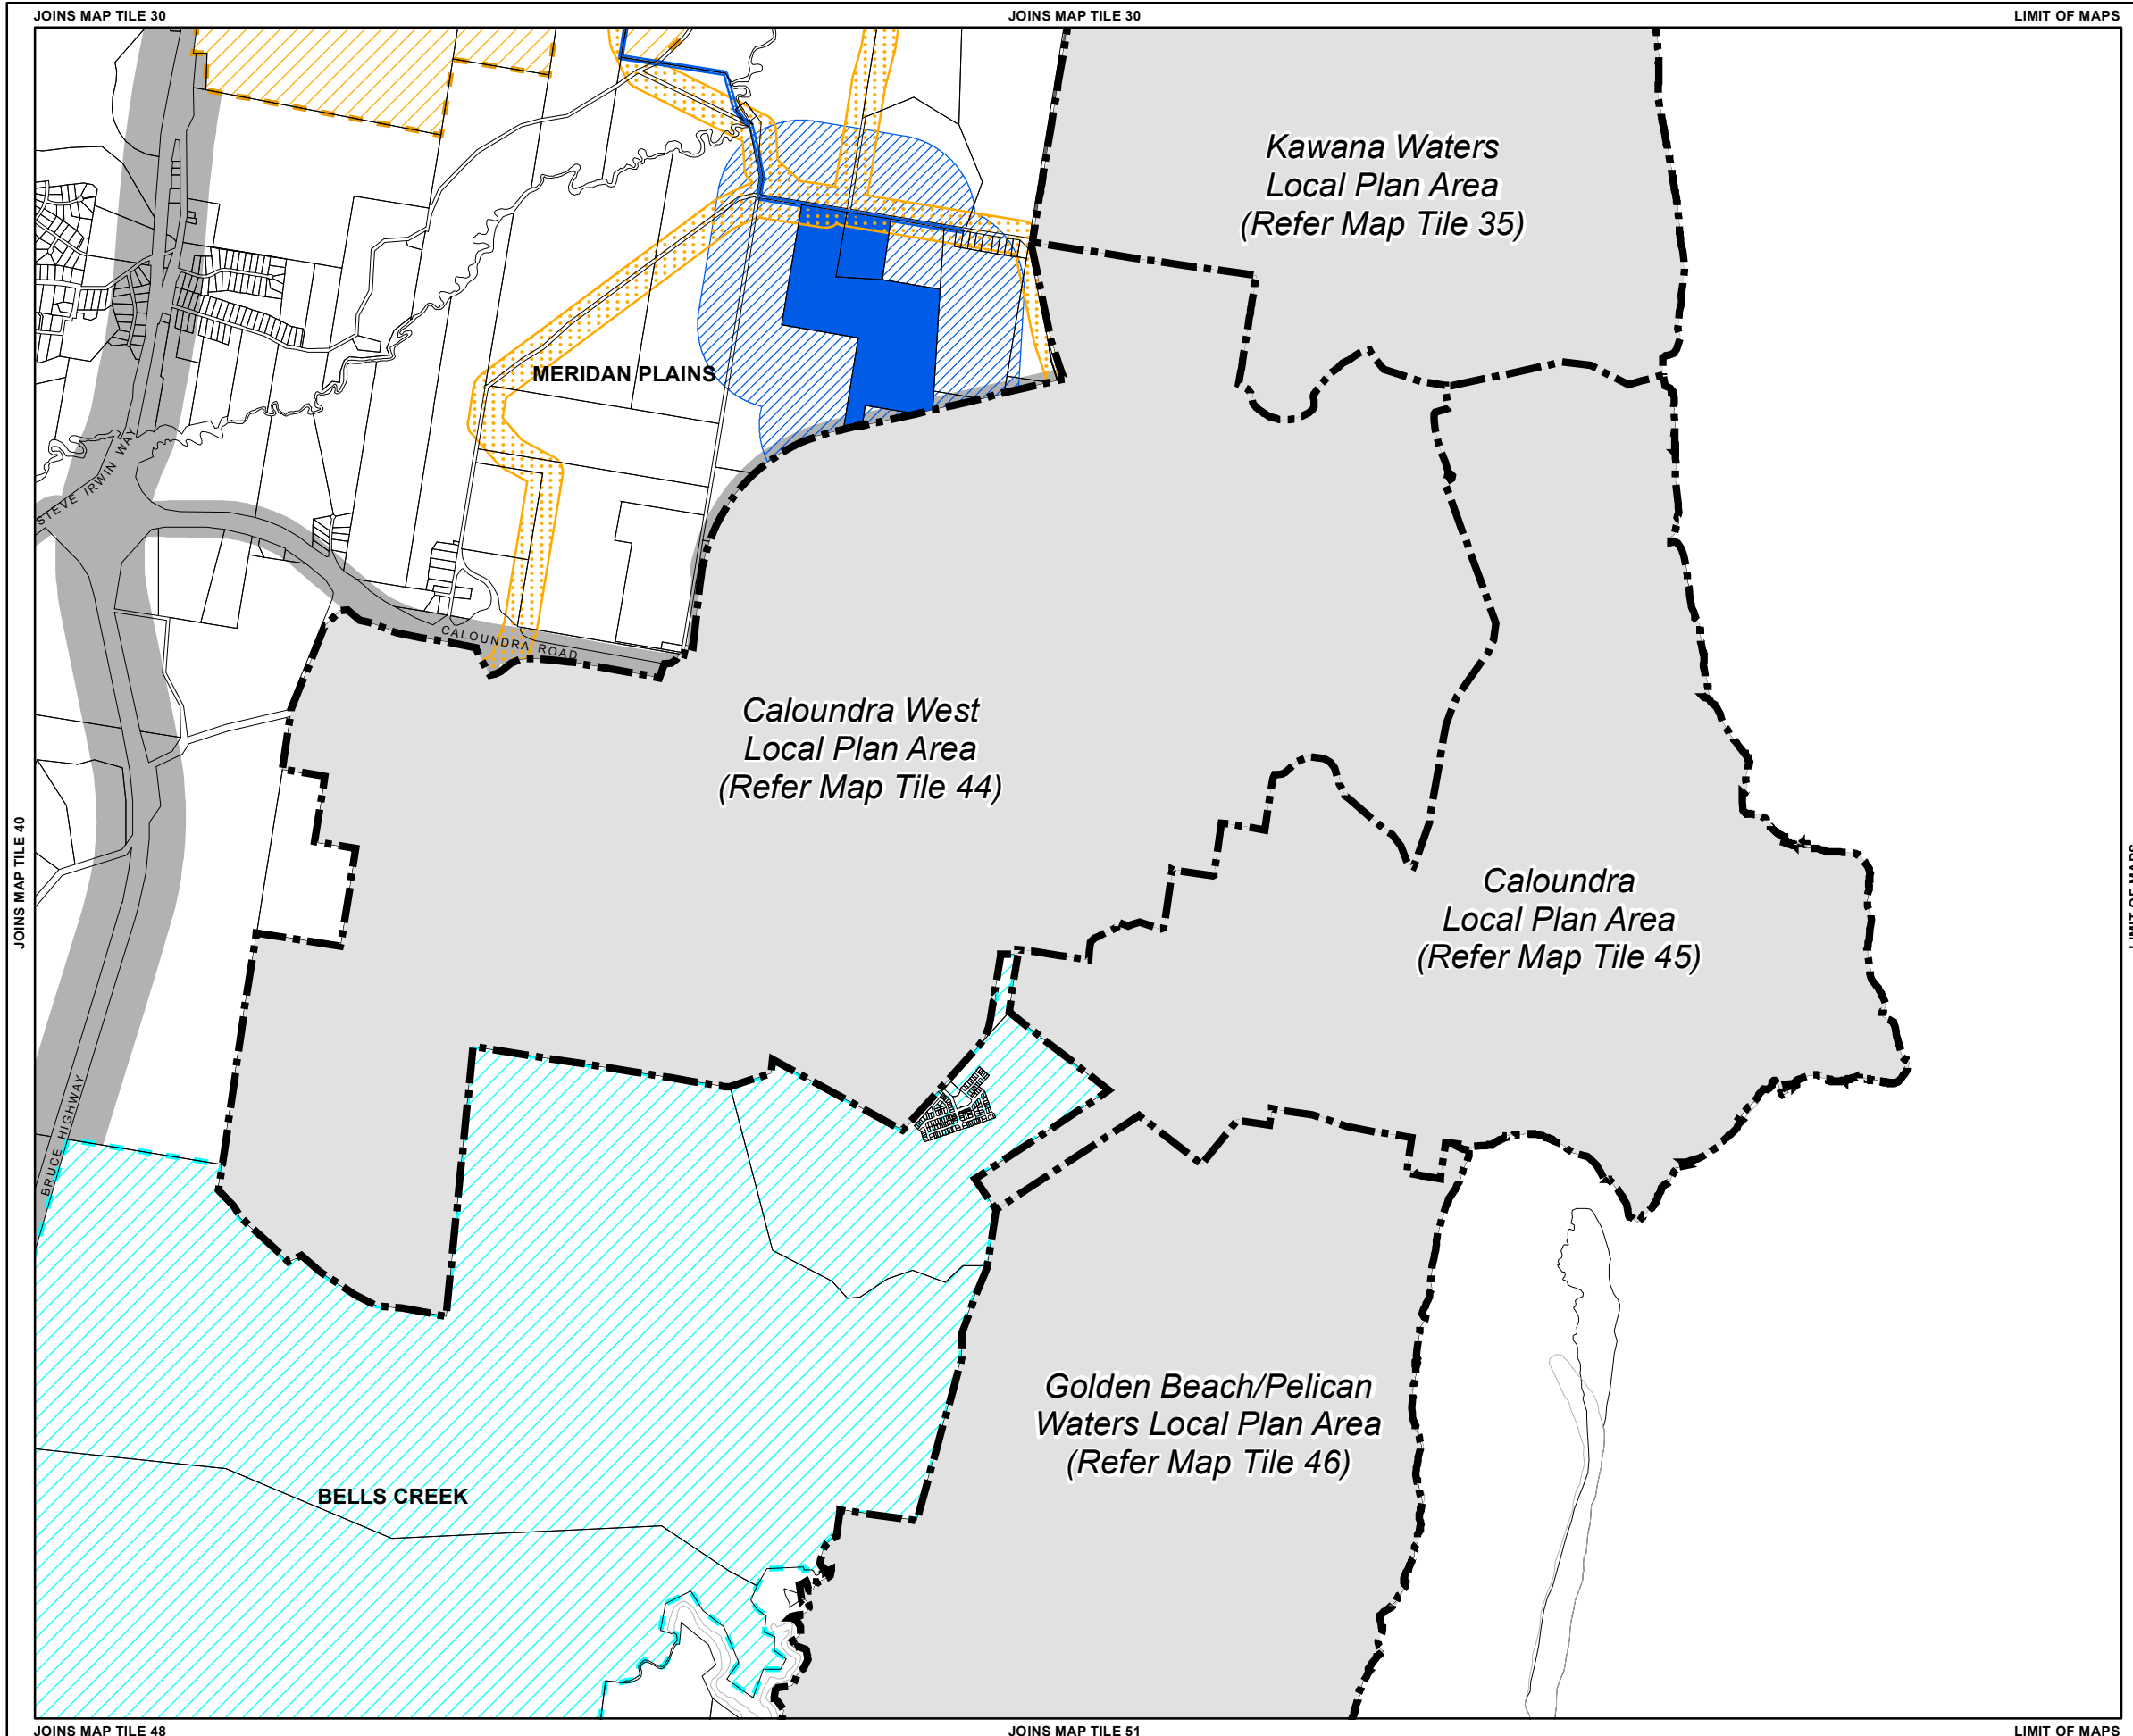 JOINS MAP TILE 30
JOINS MAP TILE 30
LIMIT OF MAPS
Kawana Waters
Local Plan Area
(Refer Map Tile 35)
MERIDAN PLAINS
STEVE IRWIN WAY
CALOUNDRA ROAD
Caloundra West
Local Plan Area
(Refer Map Tile 44)
JOINS MAP TILE 40
LIMIT OF MAPS
Caloundra
Local Plan Area
(Refer Map Tile 45)
BRUCE HIGHWAY
Golden Beach/Pelican
Waters Local Plan Area
(Refer Map Tile 46)
BELLS CREEK
JOINS MAP TILE 48
JOINS MAP TILE 51
LIMIT OF MAPS